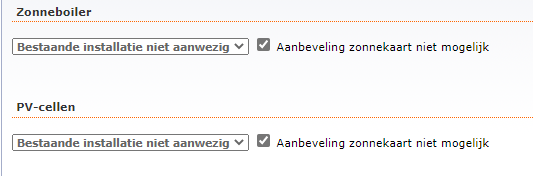 Zonneboiler
Bestaande installatie niet aanwezig Aanbeveling zonnekaart niet mogelijk
PV-cellen
Bestaande installatie niet aanwezig Aanbeveling zonnekaart niet mogelijk